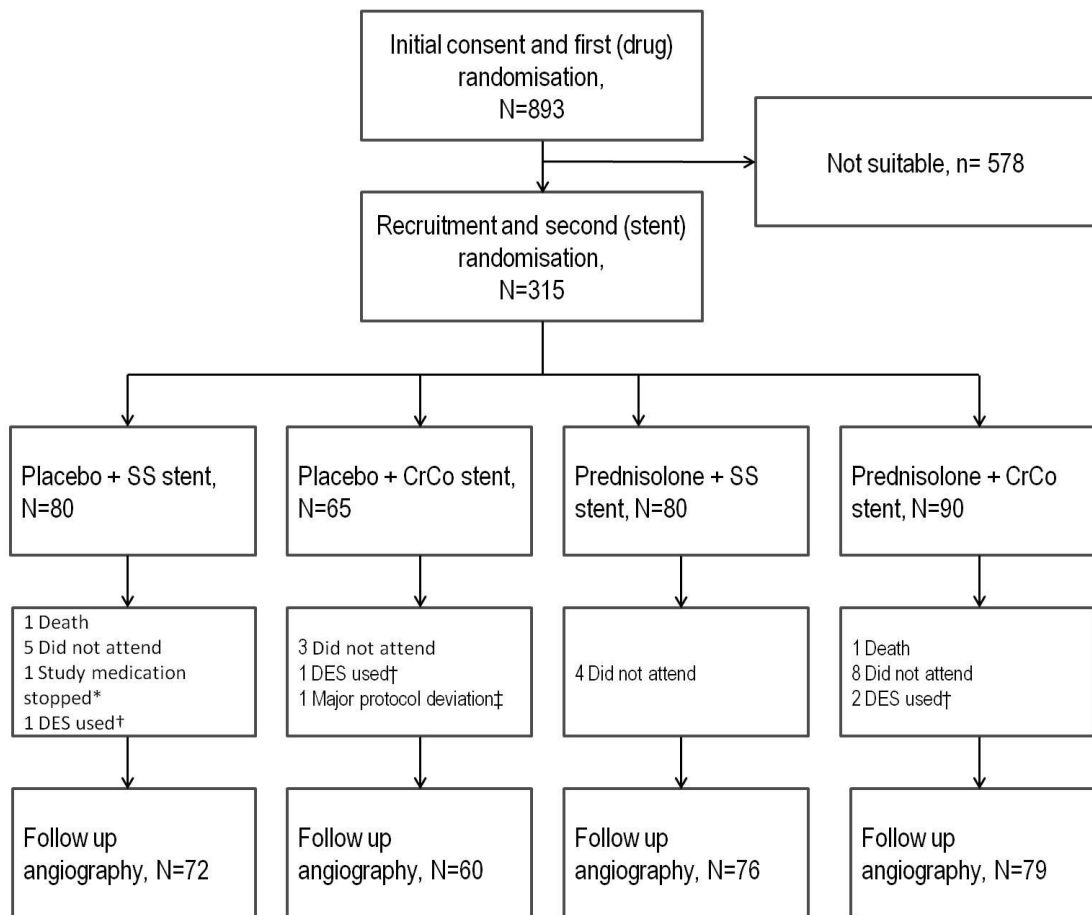 Initial consent and first (drug)
randomisation,
N=893
Not suitable, n= 578
Recruitment and second (stent)
randomisation,
N=315
Placebo + SS stent,
N=80
Placebo + CrCo stent,
N=65
Prednisolone + SS
stent, N=80
Prednisolone + CrCo
stent, N=90
1 Death
5 Did not attend
1 Study medication
stopped*
1 DES used†
3 Did not attend
1 DES used†
1 Major protocol deviation‡
4 Did not attend
1 Death
8 Did not attend
2 DES used†
Follow up
angiography, N=72
Follow up
angiography, N=60
Follow up
angiography, N=76
Follow up
angiography, N=79